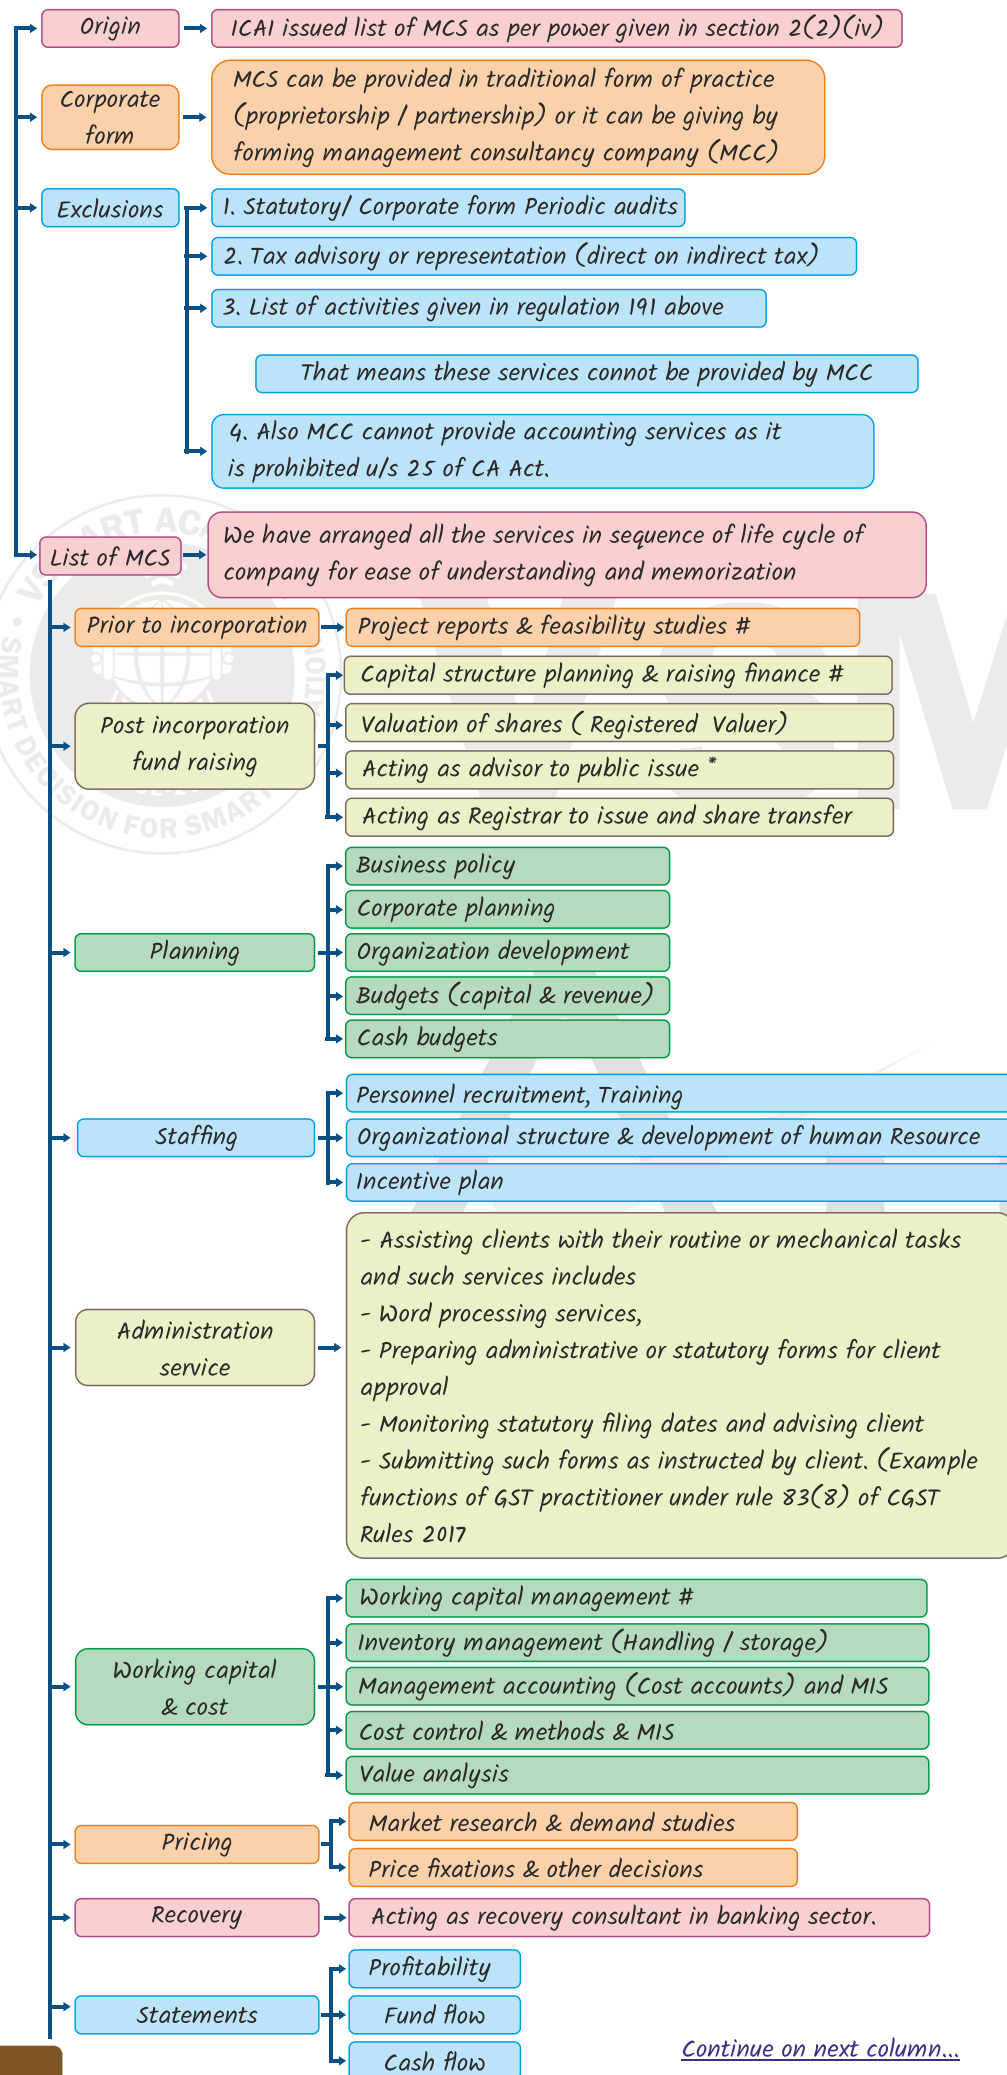 Origin
ICAI issued list of MCS as per power given in section 2(2)(iv)
Corporate
form
MCS can be provided in traditional form of practice
(proprietorship / partnership) or it can be giving by
forming management consultancy company (MCC)
Exclusions
1. Statutory/ Corporate form Periodic audits
2. Tax advisory or representation (direct on indirect tax)
3. List of activities given in regulation 191 above
That means these services connot be provided by MCC
4. Also MCC cannot provide accounting services as it
is prohibited u/s 25 of CA Act.
List of MCS
We have arranged all the services in sequence of life cycle of
company for ease of understanding and memorization
Prior to incorporation
Project reports & feasibility studies #
Post incorporation
fund raising
Capital structure planning & raising finance #
Valuation of shares ( Registered Valuer)
Acting as advisor to public issue *
Acting as Registrar to issue and share transfer
Planning
Business policy
Corporate planning
Organization development
Budgets (capital & revenue)
Cash budgets
Staffing
Personnel recruitment, Training
Organizational structure & development of human Resource
Incentive plan
Administration
service
- Assisting clients with their routine or mechanical tasks
and such services includes
- Word processing services,
- Preparing administrative or statutory forms for client
approval
- Monitoring statutory filing dates and advising client
- Submitting such forms as instructed by client. (Example
functions of GST practitioner under rule 83(8) of CGST
Rules 2017
Working capital
& cost
Working capital management #
Inventory management (Handling / storage)
Management accounting (Cost accounts) and MIS
Cost control & methods & MIS
Value analysis
Pricing
Market research & demand studies
Price fixations & other decisions
Recovery
Acting as recovery consultant in banking sector.
Statements
Profitability
Fund flow
Cash flow
Continue on next column...